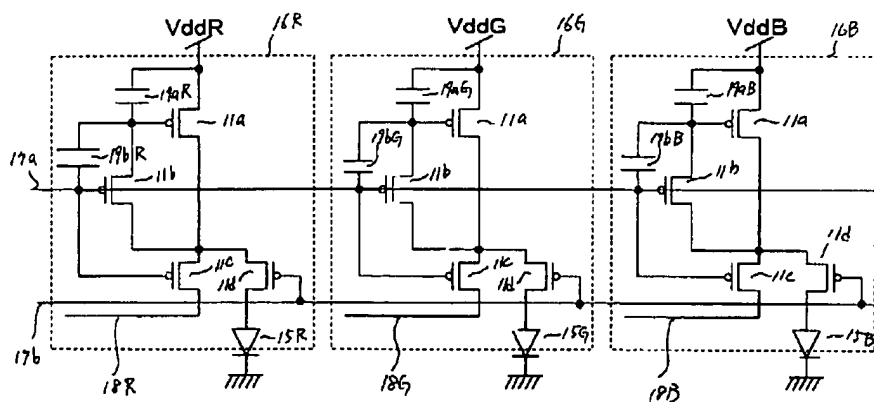 VddR 16R VddG 16G VddB 16B
19aR 19aG 19aB
11a 11a 11a
19bR 19bG 19bB
17a 11b 11b 11b
11d
11c 11d 11c 11d 11c
17b 15R 15G 15B
18R 18G 18B